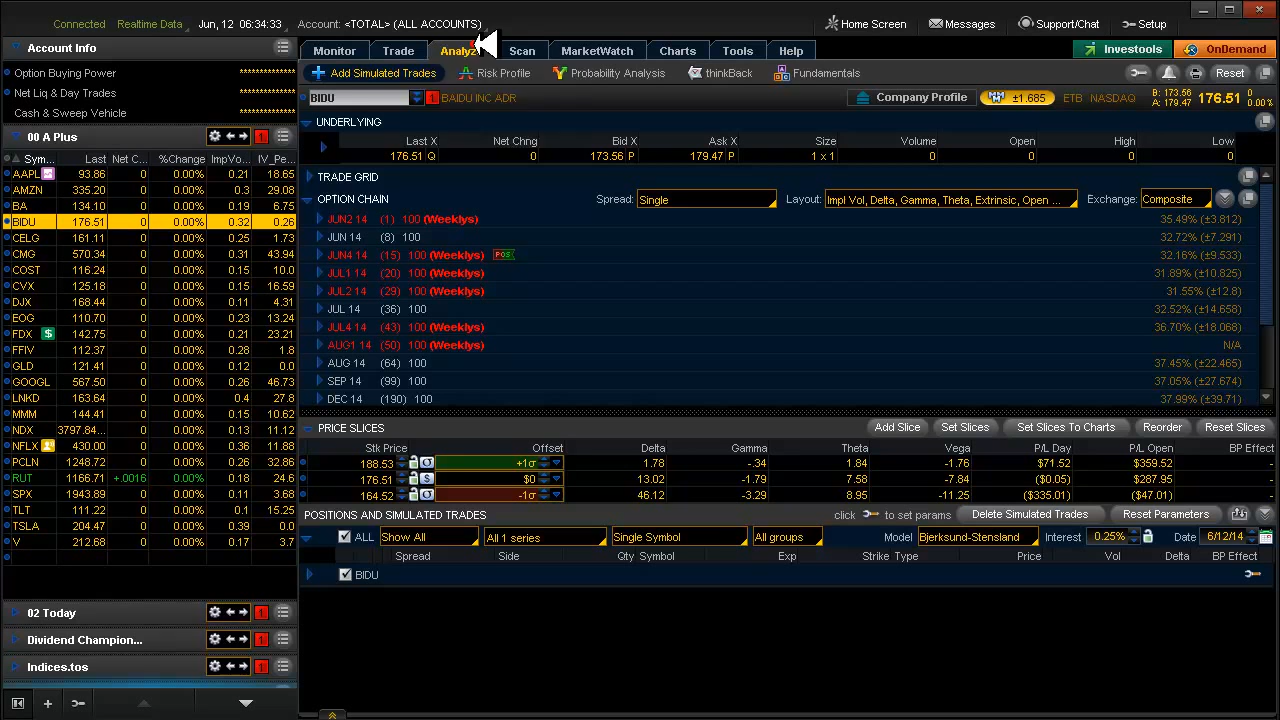 Connected Realtime Data Jun, 12 06:34:33 Account: <TOTAL> (ALL ACCOUNTS) Home Screen Messages Support/Chat Setup
Account Info
Option Buying Power **************
Net Liq & Day Trades **************
Cash & Sweep Vehicle **************
00 A Plus 1
Sym... Last Net C... %Change ImpVo... IV_Pe...
AAPL 93.86 0 0.00% 0.21 18.65
AMZN 335.20 0 0.00% 0.3 29.08
BA 134.10 0 0.00% 0.19 6.75
BIDU 176.51 0 0.00% 0.32 0.26
CELG 161.11 0 0.00% 0.25 1.73
CMG 570.34 0 0.00% 0.31 43.94
COST 116.24 0 0.00% 0.15 10.0
CVX 125.18 0 0.00% 0.15 16.59
DJX 168.44 0 0.00% 0.11 4.31
EOG 110.70 0 0.00% 0.23 13.24
FDX $ 142.75 0 0.00% 0.21 23.21
FFIV 112.37 0 0.00% 0.28 1.8
GLD 121.41 0 0.00% 0.12 0.0
GOOGL 567.50 0 0.00% 0.26 46.73
LNKD 163.64 0 0.00% 0.4 27.8
MMM 144.41 0 0.00% 0.15 10.62
NDX 3797.84... 0 0.00% 0.13 11.12
NFLX 430.00 0 0.00% 0.36 11.88
PCLN 1248.72 0 0.00% 0.26 32.86
RUT 1166.71 +.0016 0.00% 0.18 24.6
SPX 1943.89 0 0.00% 0.11 3.68
TLT 111.22 0 0.00% 0.1 15.25
TSLA 204.47 0 0.00% 0.39 0.0
V 212.68 0 0.00% 0.17 3.7
02 Today 1
Dividend Champion... 1
Indices.tos 1
Monitor Trade Analyz Scan MarketWatch Charts Tools Help Investools OnDemand
Add Simulated Trades Risk Profile Probability Analysis thinkBack Fundamentals Reset
BIDU 1 BAIDU INC ADR Company Profile ±1.685 ETB NASDAQ B: 173.56 A: 179.47 176.51 0 0.00%
UNDERLYING
Last X Net Chng Bid X Ask X Size Volume Open High Low
176.51 Q 0 173.56 P 179.47 P 1 x 1 0 0 0 0
TRADE GRID
OPTION CHAIN Spread: Single Layout: Impl Vol, Delta, Gamma, Theta, Extrinsic, Open ... Exchange: Composite
JUN2 14 (1) 100 (Weeklys) 35.49% (±3.812)
JUN 14 (8) 100 32.72% (±7.291)
JUN4 14 (15) 100 (Weeklys) POS 32.16% (±9.533)
JUL1 14 (20) 100 (Weeklys) 31.89% (±10.825)
JUL2 14 (29) 100 (Weeklys) 31.55% (±12.8)
JUL 14 (36) 100 32.52% (±14.658)
JUL4 14 (43) 100 (Weeklys) 36.70% (±18.068)
AUG1 14 (50) 100 (Weeklys) N/A
AUG 14 (64) 100 37.45% (±22.465)
SEP 14 (99) 100 37.05% (±27.674)
DEC 14 (190) 100 37.99% (±39.71)
PRICE SLICES Add Slice Set Slices Set Slices To Charts Reorder Reset Slices
Stk Price Offset Delta Gamma Theta Vega P/L Day P/L Open BP Effect
188.53 +1σ 1.78 -.34 1.84 -1.76 $71.52 $359.52 -
176.51 $ $0 13.02 -1.79 7.58 -7.84 ($0.05) $287.95 -
164.52 -1σ 46.12 -3.29 8.95 -11.25 ($335.01) ($47.01) -
POSITIONS AND SIMULATED TRADES click to set params Delete Simulated Trades Reset Parameters
ALL Show All All 1 series Single Symbol All groups Model Bjerksund-Stensland Interest 0.25% Date 6/12/14
Spread Side Qty Symbol Exp Strike Type Price Vol Delta BP Effect
BIDU